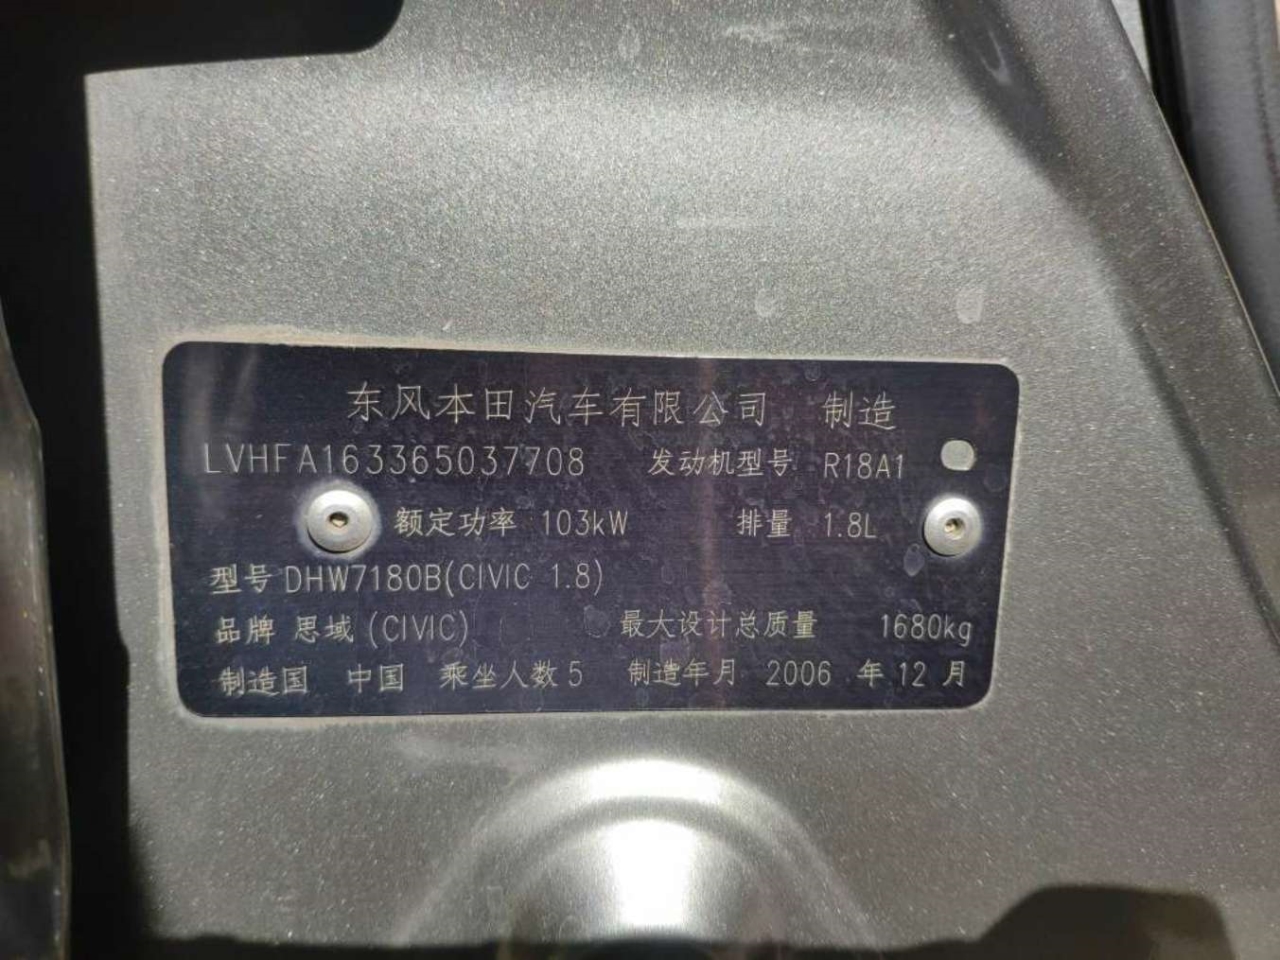 东风本田汽车有限公司 制造
LVHFA163365037708 发动机型号 R18A1
额定功率 103kW 排量 1.8L
型号 DHW7180B(CIVIC 1.8)
品牌 思域 (CIVIC) 最大设计总质量 1680kg
制造国 中国 乘坐人数 5 制造年月 2006 年 12 月